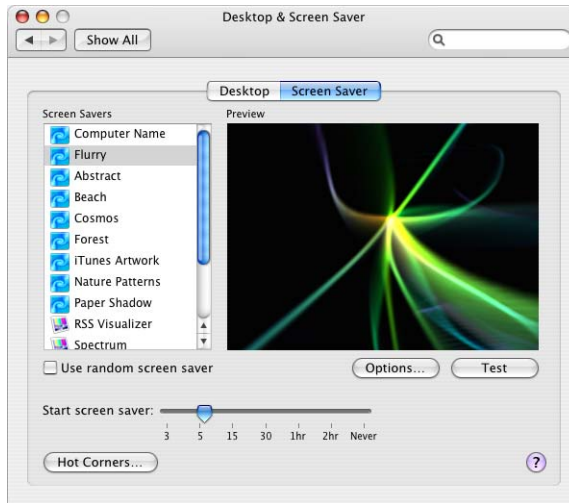 Desktop & Screen Saver
Show All
Desktop
Screen Saver
Screen Savers
Preview
Computer Name
Flurry
Abstract
Beach
Cosmos
Forest
iTunes Artwork
Nature Patterns
Paper Shadow
RSS Visualizer
Spectrum
Use random screen saver
Options...
Test
Start screen saver:
3 5 15 30 1hr 2hr Never
Hot Corners...
?